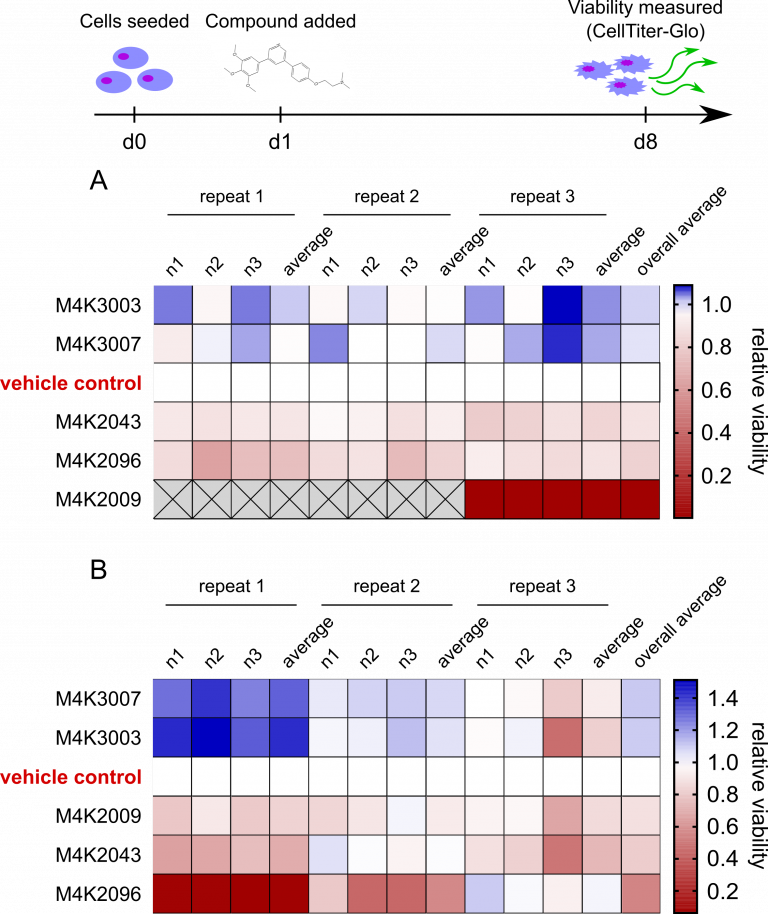 Cells seeded
Compound added
Viability measured
(CellTiter-Glo)
d0
d1
d8
A
repeat 1
repeat 2
repeat 3
n1
n2
n3
average
n1
n2
n3
average
n1
n2
n3
average
overall average
M4K3003
M4K3007
vehicle control
M4K2043
M4K2096
M4K2009
1.0
0.8
0.6
0.4
0.2
relative viability
B
repeat 1
repeat 2
repeat 3
n1
n2
n3
average
n1
n2
n3
average
n1
n2
n3
average
overall average
M4K3007
M4K3003
vehicle control
M4K2009
M4K2043
M4K2096
1.4
1.2
1.0
0.8
0.6
0.4
0.2
relative viability